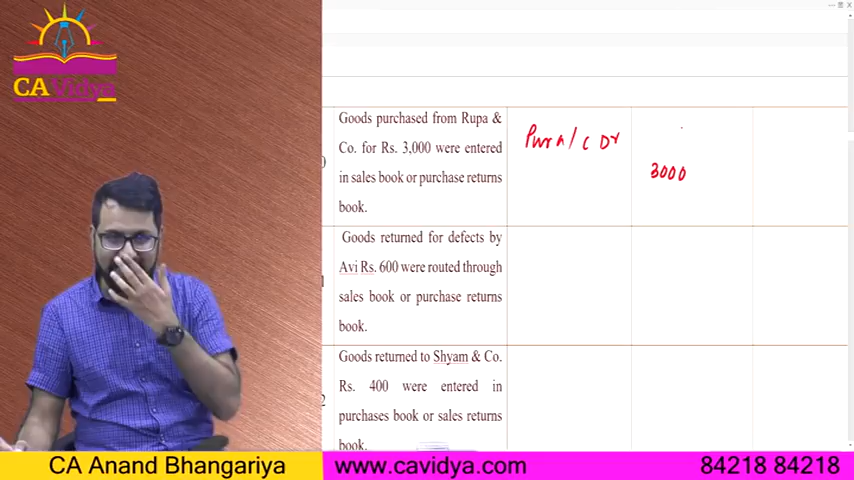 CAVidya
Goods purchased from Rupa &
Co. for Rs. 3,000 were entered
in sales book or purchase returns
book.
Pur A/c Dr
3000
Goods returned for defects by
Avi Rs. 600 were routed through
sales book or purchase returns
book.
Goods returned to Shyam & Co.
Rs. 400 were entered in
purchases book or sales returns
book.
CA Anand Bhangariya
www.cavidya.com
84218 84218